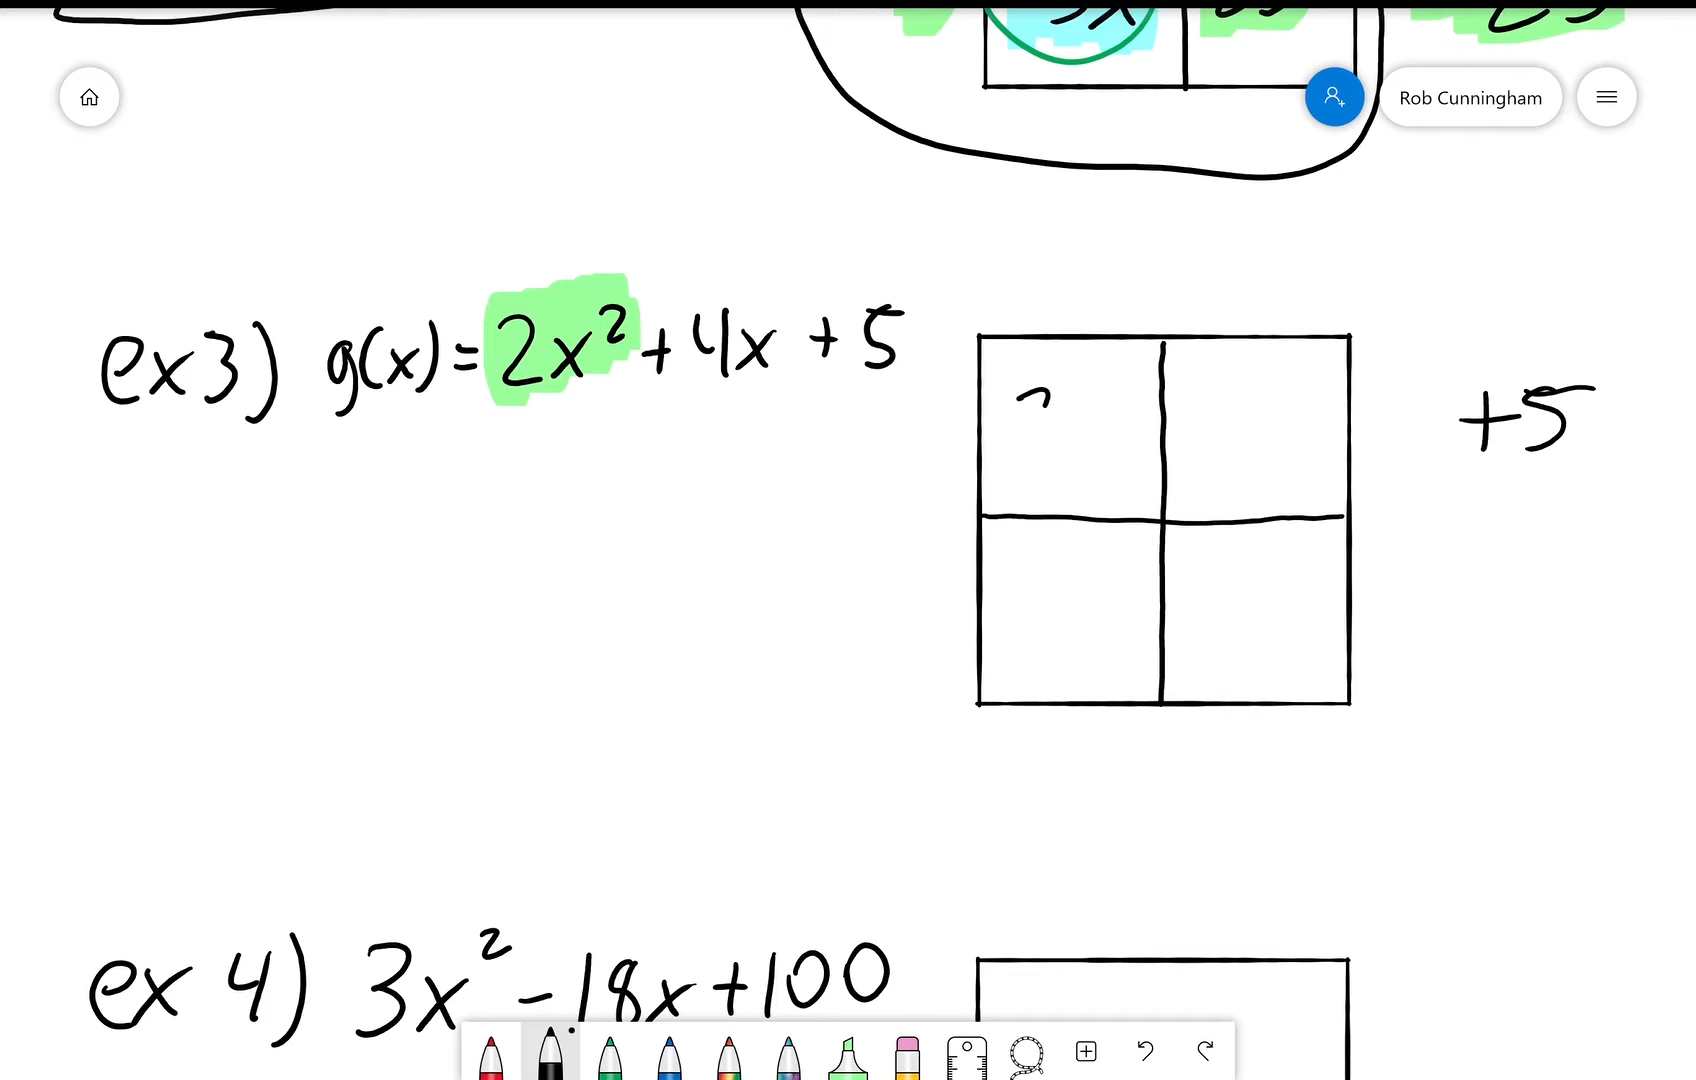 Rob Cunningham
ex3) g(x) = 2x² + 4x + 5
+5
ex 4) 3x² - 18x + 100